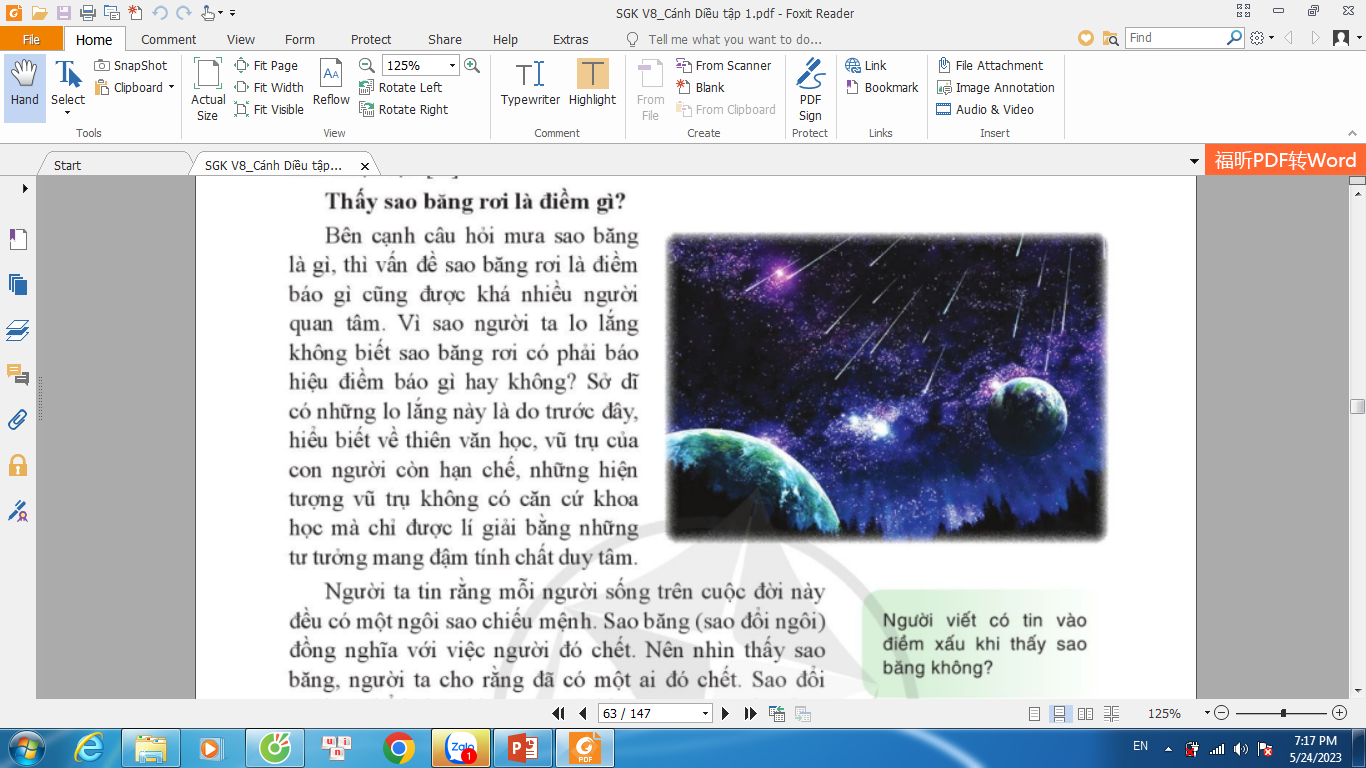 SGK V8_Cánh Diều tập 1.pdf - Foxit Reader
File Home Comment View Form Protect Share Help Extras Tell me what you want to do... Find
Hand
Select
SnapShot
Clipboard
Tools
Actual Size
Fit Page
Fit Width
Fit Visible
Reflow
125%
Rotate Left
Rotate Right
View
Typewriter
Highlight
Comment
From File
From Scanner
Blank
From Clipboard
Create
PDF Sign
Protect
Link
Bookmark
Links
File Attachment
Image Annotation
Audio & Video
Insert
Start
SGK V8_Cánh Diều tập...
福昕PDF转Word
Thấy sao băng rơi là điềm gì?
Bên cạnh câu hỏi mưa sao băng
là gì, thì vấn đề sao băng rơi là điềm
báo gì cũng được khá nhiều người
quan tâm. Vì sao người ta lo lắng
không biết sao băng rơi có phải báo
hiệu điềm báo gì hay không? Sở dĩ
có những lo lắng này là do trước đây,
hiểu biết về thiên văn học, vũ trụ của
con người còn hạn chế, những hiện
tượng vũ trụ không có căn cứ khoa
học mà chỉ được lí giải bằng những
tư tưởng mang đậm tính chất duy tâm.
Người ta tin rằng mỗi người sống trên cuộc đời này
đều có một ngôi sao chiếu mệnh. Sao băng (sao đổi ngôi)
đồng nghĩa với việc người đó chết. Nên nhìn thấy sao
băng, người ta cho rằng đã có một ai đó chết. Sao đổi
Người viết có tin vào
điềm xấu khi thấy sao
băng không?
63 / 147
125%
Zalo
1
PDF
EN
7:17 PM
5/24/2023